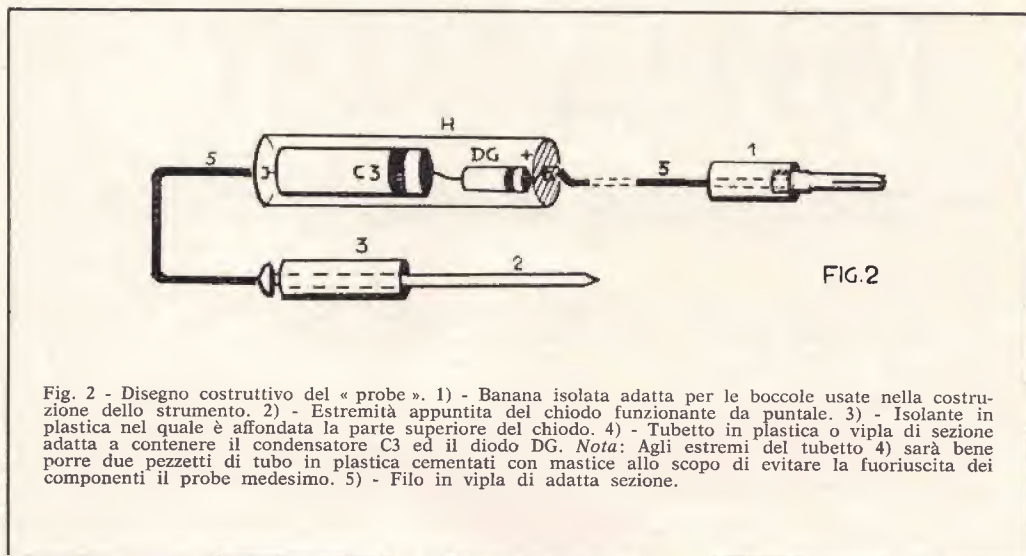 H
5
C3
DG
+
5
1
3
2
FIG.2
Fig. 2 - Disegno costruttivo del « probe ». 1) - Banana isolata adatta per le boccole usate nella costru-
zione dello strumento. 2) - Estremità appuntita del chiodo funzionante da puntale. 3) - Isolante in
plastica nel quale è affondata la parte superiore del chiodo. 4) - Tubetto in plastica o vipla di sezione
adatta a contenere il condensatore C3 ed il diodo DG. Nota: Agli estremi del tubetto 4) sarà bene
porre due pezzetti di tubo in plastica cementati con mastice allo scopo di evitare la fuoriuscita dei
componenti il probe medesimo. 5) - Filo in vipla di adatta sezione.